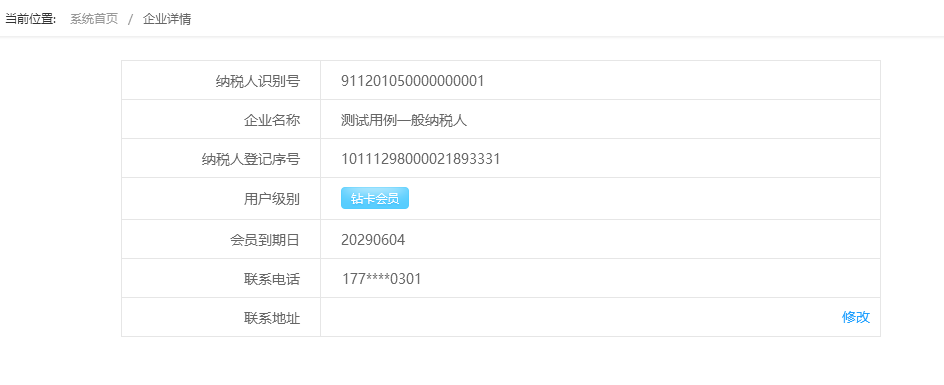 当前位置: 系统首页 / 企业详情
纳税人识别号 911201050000000001
企业名称 测试用例一般纳税人
纳税人登记序号 10111298000021893331
用户级别 钻卡会员
会员到期日 20290604
联系电话 177****0301
联系地址 修改